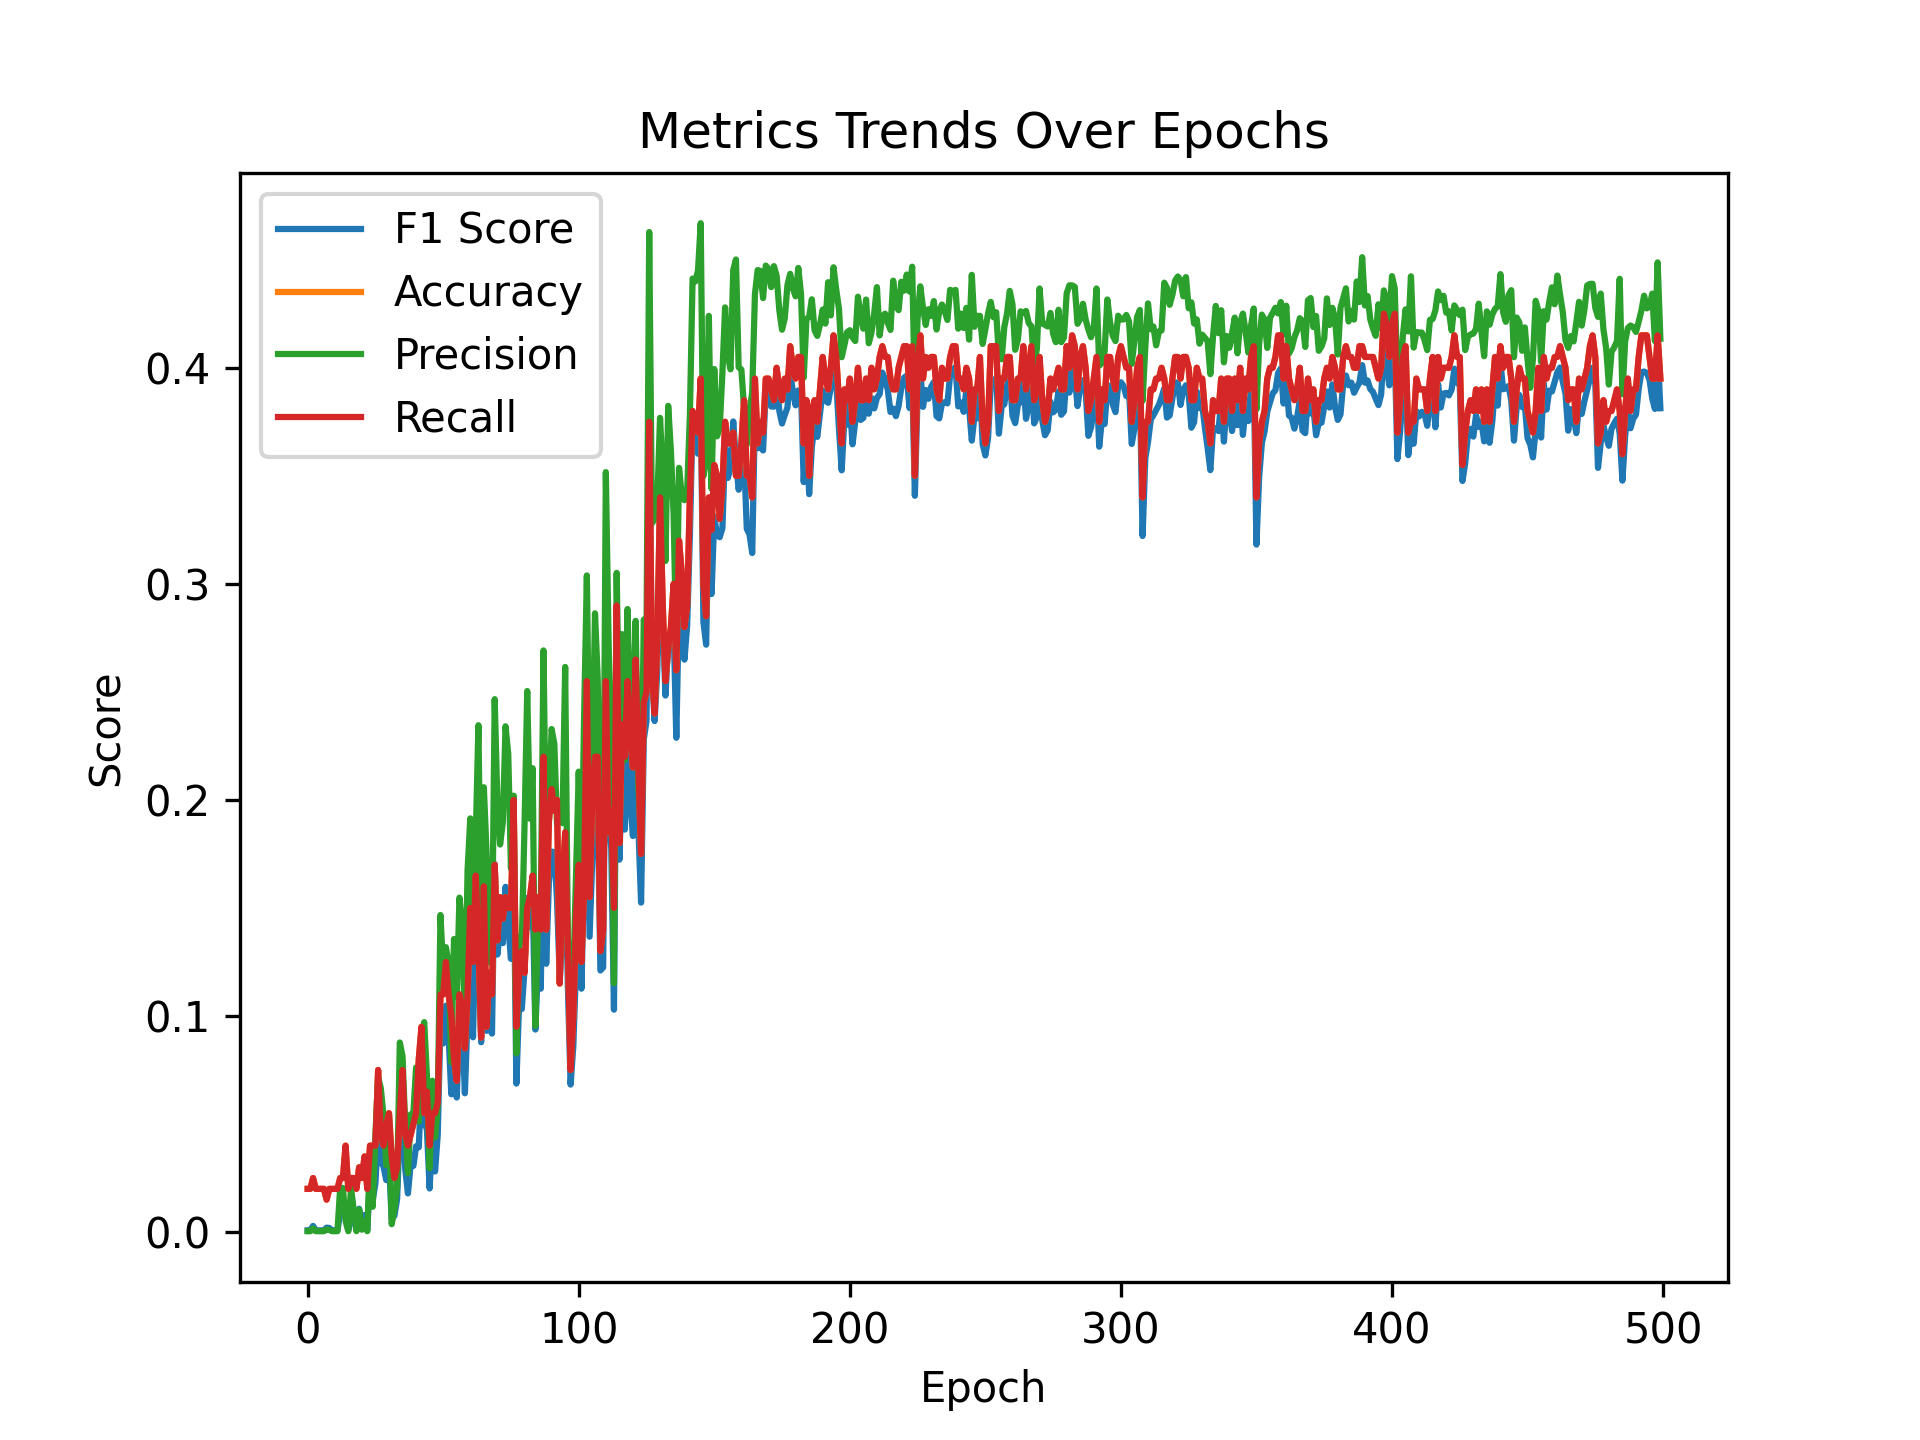 Metrics Trends Over Epochs
F1 Score
Accuracy
Precision
Recall
Score
0.4
0.3
0.2
0.1
0.0
0 100 200 300 400 500
Epoch